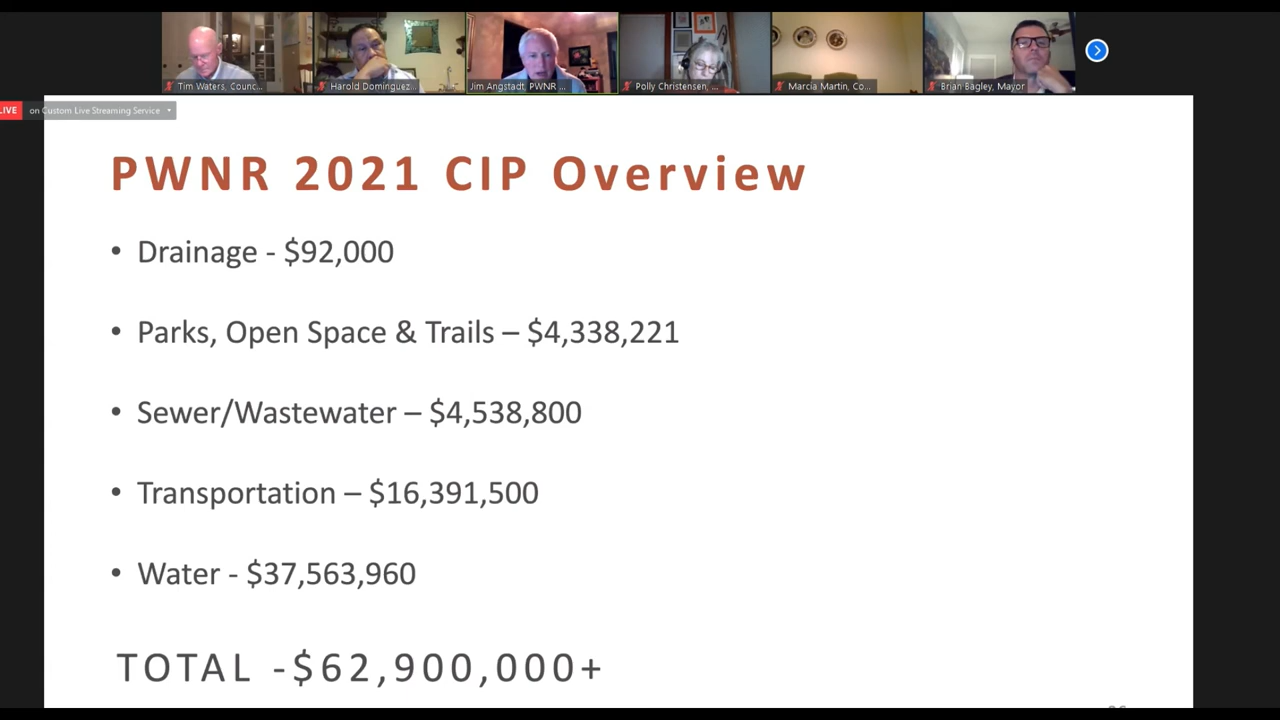 Tim Waters, Counc...
Harold Dominguez...
Jim Angstadt, PWNR ...
Polly Christensen, ...
Marcia Martin, Co...
Brian Bagley, Mayor
LIVE on Custom Live Streaming Service
PWNR 2021 CIP Overview
• Drainage - $92,000
• Parks, Open Space & Trails – $4,338,221
• Sewer/Wastewater – $4,538,800
• Transportation – $16,391,500
• Water - $37,563,960
TOTAL -$62,900,000+